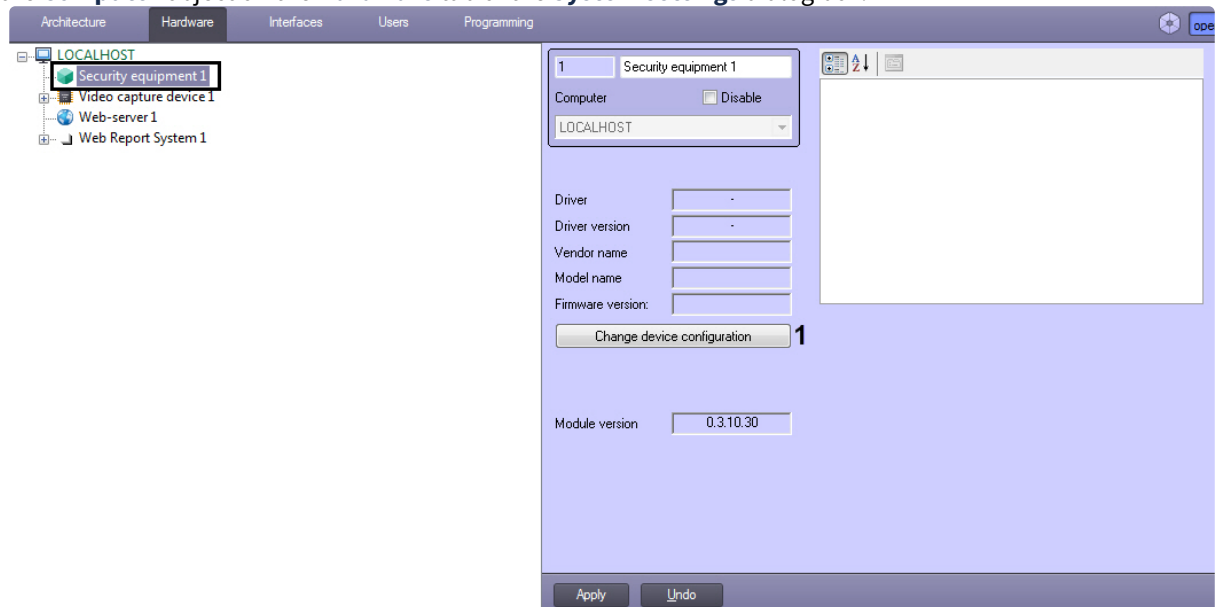 Architecture Hardware Interfaces Users Programming ope
LOCALHOST
Security equipment 1
Video capture device 1
Web-server 1
Web Report System 1
1 Security equipment 1
Computer Disable
LOCALHOST
Driver -
Driver version -
Vendor name
Model name
Firmware version:
Change device configuration 1
Module version 0.3.10.30
Apply Undo